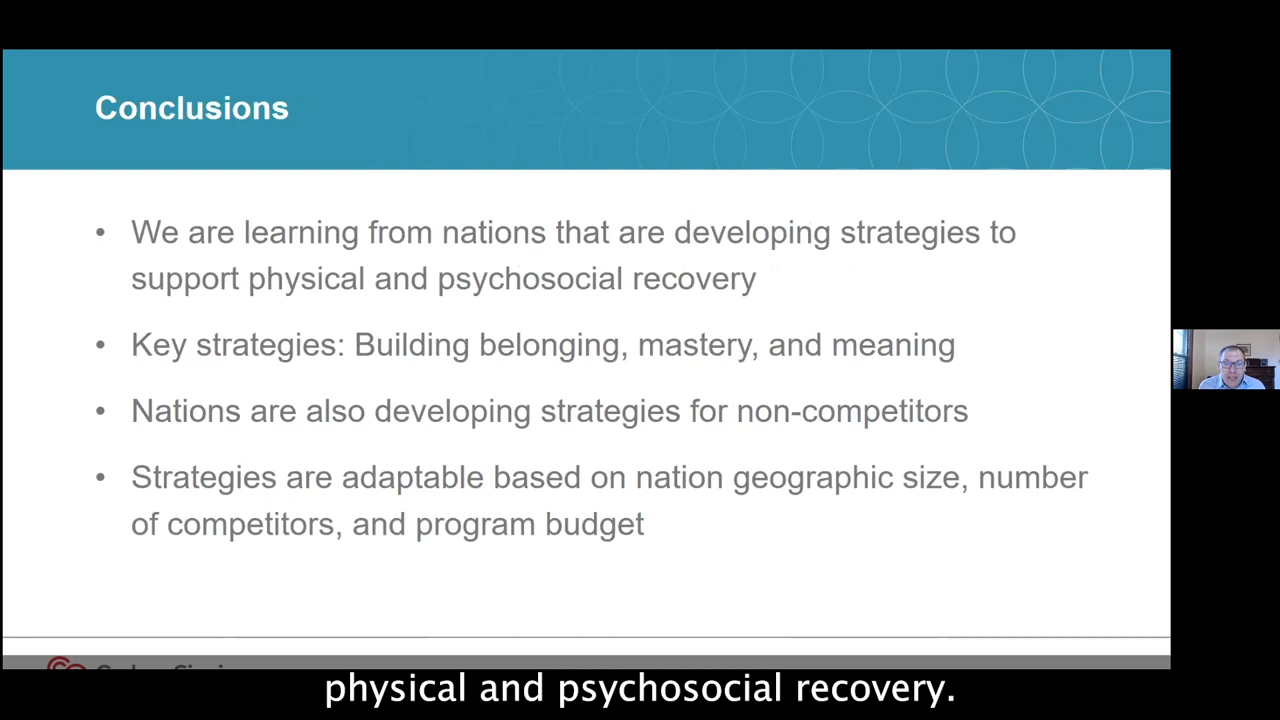 Conclusions
• We are learning from nations that are developing strategies to
support physical and psychosocial recovery
• Key strategies: Building belonging, mastery, and meaning
• Nations are also developing strategies for non-competitors
• Strategies are adaptable based on nation geographic size, number
of competitors, and program budget
physical and psychosocial recovery.